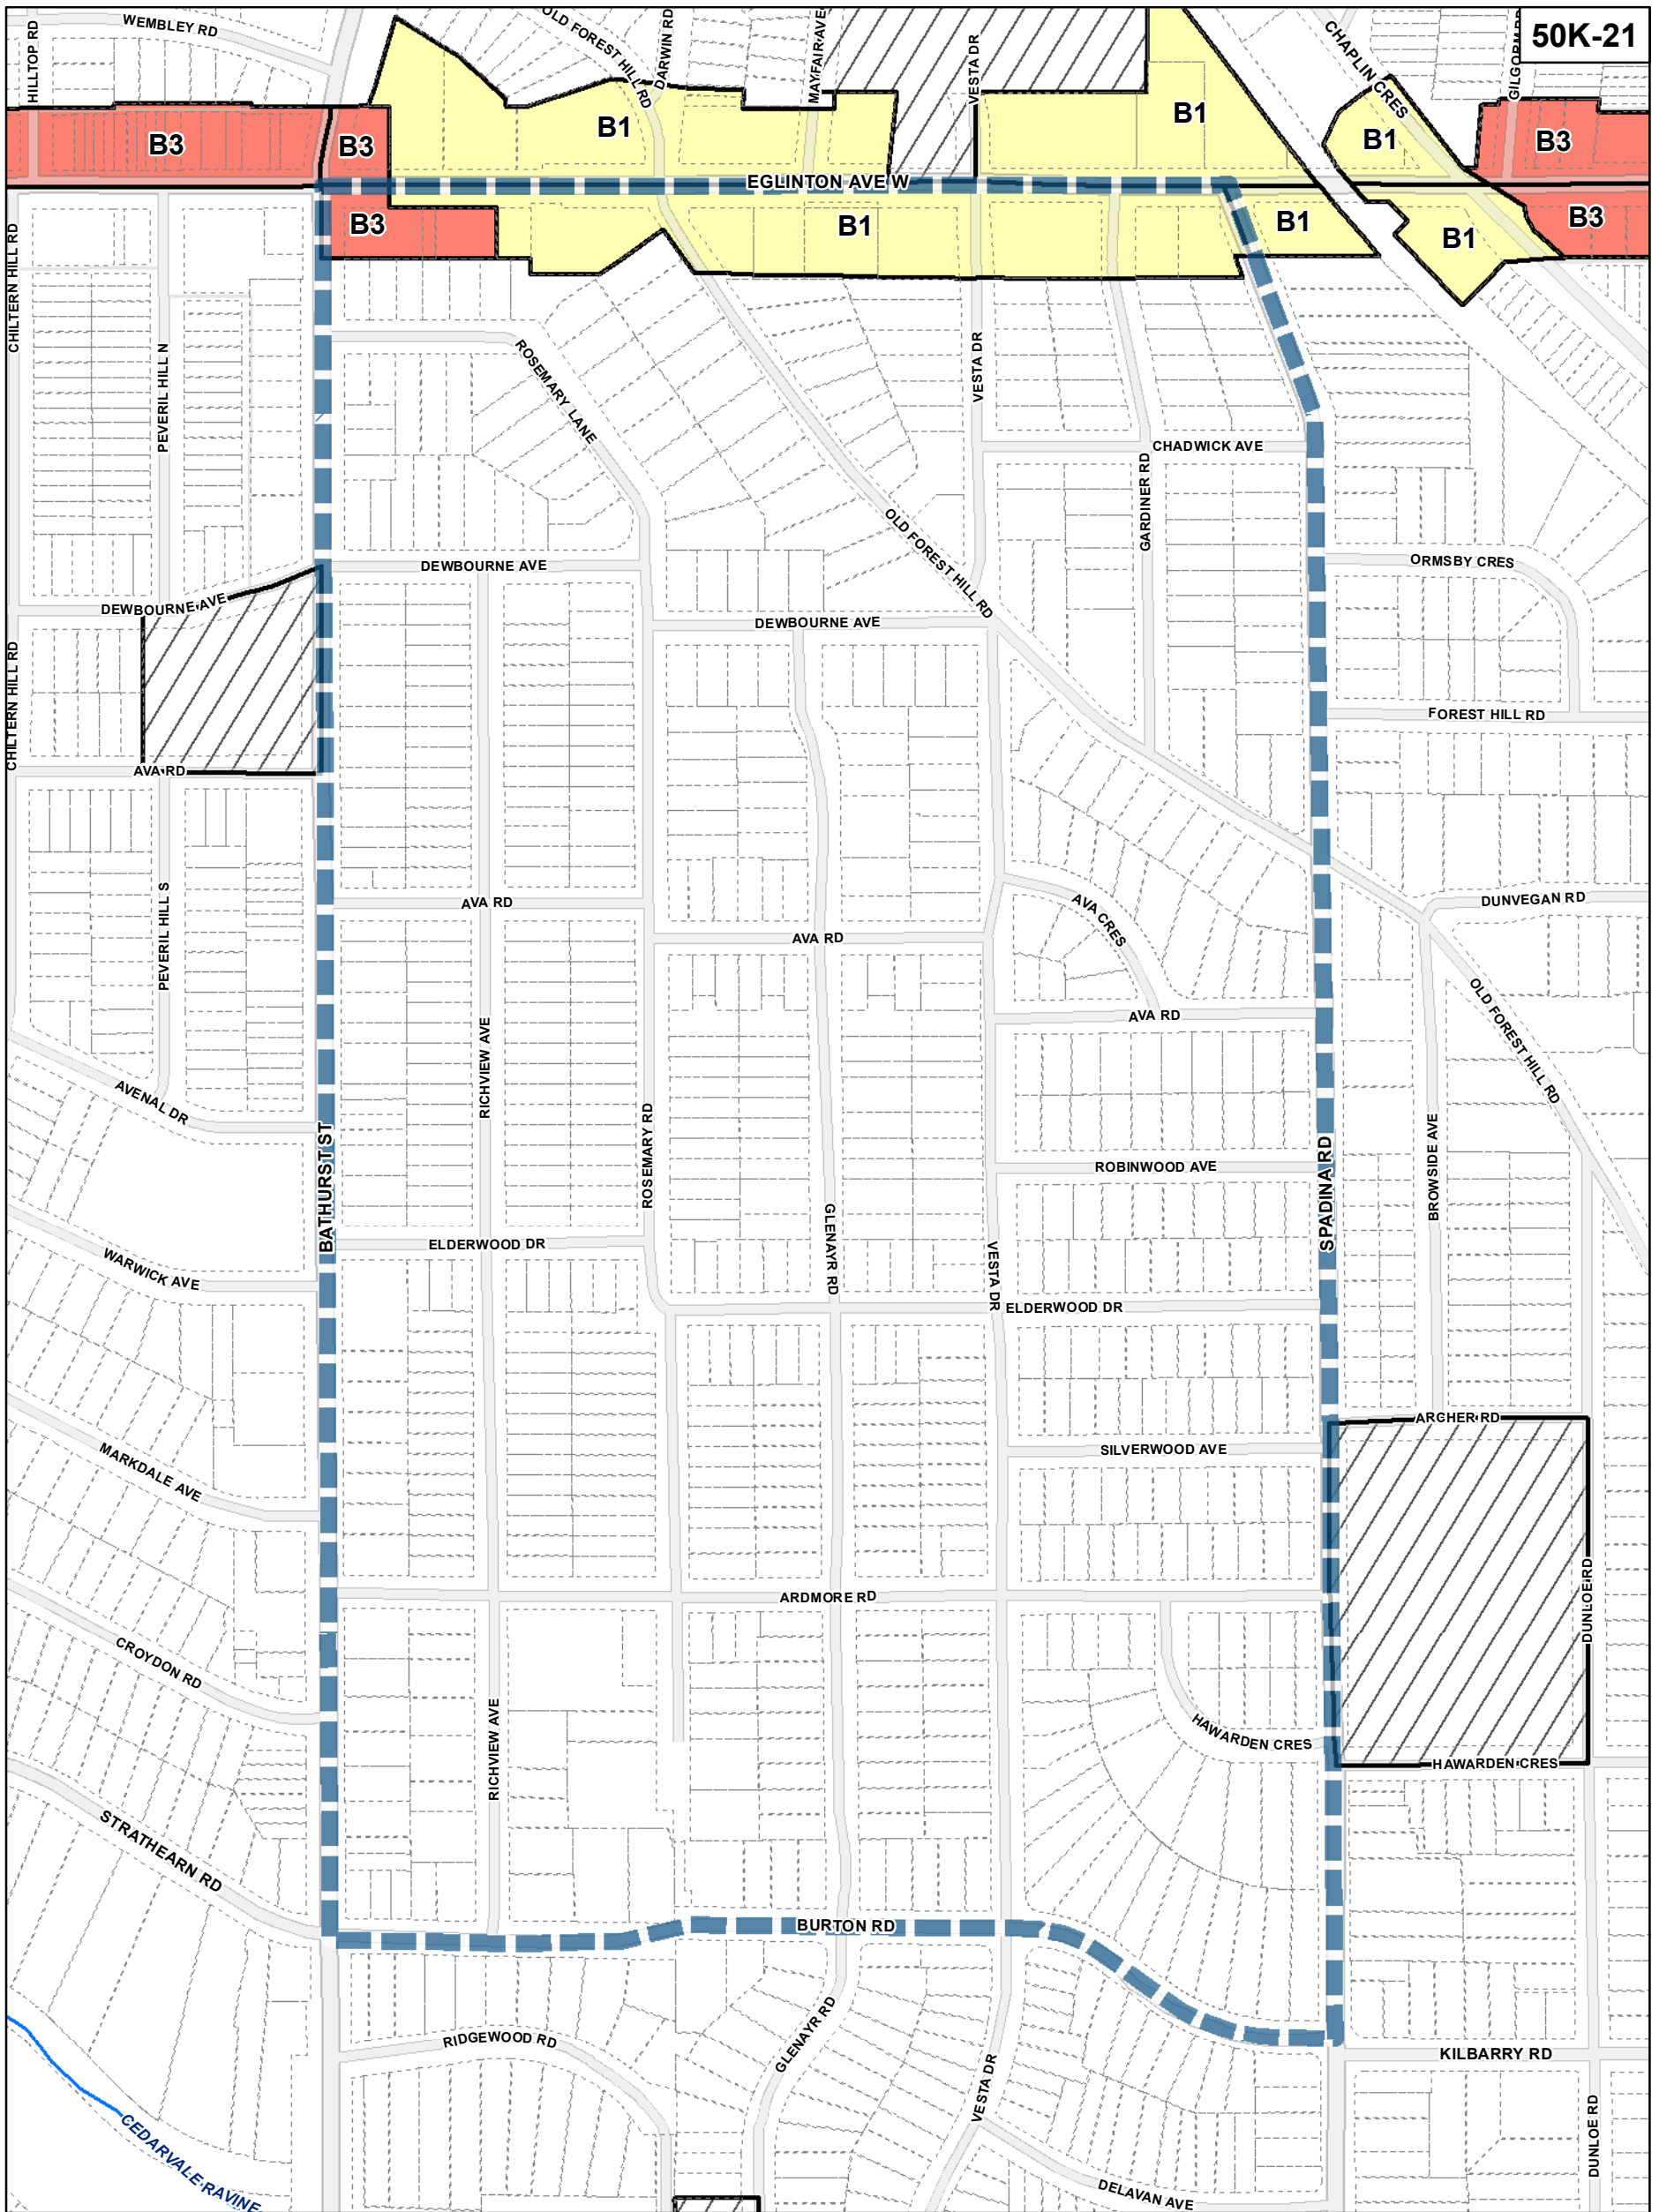 50K-21
WEMBLEY RD
HILLTOP RD
OLD FOREST HILL RD
DARWIN RD
MAYFAIR AVE
VESTA DR
CHAPLIN CRES
B3
B3
B1
B1
B1
B3
EGLINTON AVE W
B3
B1
B1
B1
B3
CHILTERN HILL RD
PEVERIL HILL N
ROSEMARY LANE
VESTA DR
CHADWICK AVE
GARDINER RD
OLD FOREST HILL RD
DEWBOURNE AVE
ORMSBY CRES
DEWBOURNE AVE
DEWBOURNE AVE
CHILTERN HILL RD
FOREST HILL RD
AVA RD
PEVERIL HILL S
AVA RD
AVA CRES
DUNVEGAN RD
AVA RD
AVA RD
OLD FOREST HILL RD
RICHVIEW AVE
AVENAL DR
BATHURST ST
ROSEMARY RD
ROBINWOOD AVE
SPADINA RD
BROWSIDE AVE
GLENAYR RD
VESTA DR
ELDERWOOD DR
WARWICK AVE
ELDERWOOD DR
ARCHER RD
SILVERWOOD AVE
MARKDALE AVE
ARDMORE RD
DUNLOE RD
CROYDON RD
RICHVIEW AVE
HAWARDEN CRES
HAWARDEN CRES
STRATHEARN RD
BURTON RD
RIDGEWOOD RD
GLENAYR RD
VESTA DR
KILBARRY RD
DUNLOE RD
CEDARVALE RAVINE
DELAVAN AVE